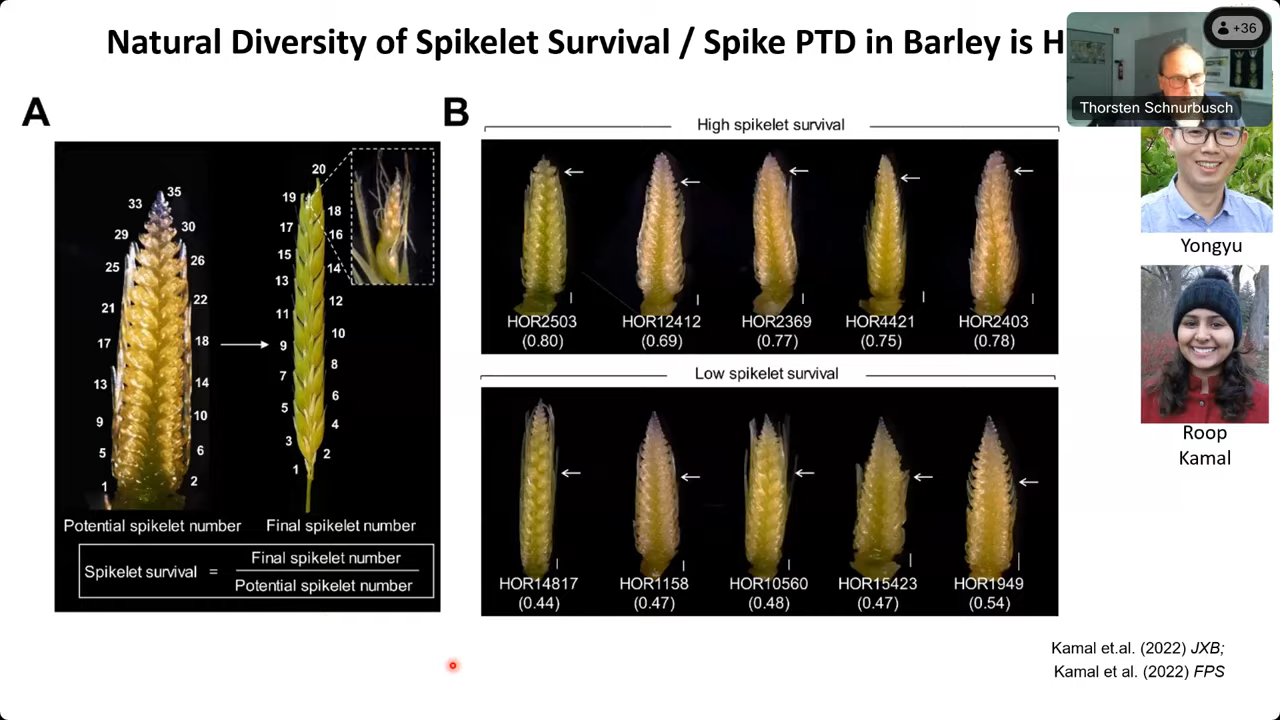 Natural Diversity of Spikelet Survival / Spike PTD in Barley is H
+36
Thorsten Schnurbusch
A
35
33
29
30
25
26
21
22
17
18
13
14
9
10
5
6
1
2
20
19
18
17
16
15
14
13
12
11
10
9
8
7
6
5
4
3
2
1
Potential spikelet number
Final spikelet number
Spikelet survival =
Final spikelet number
Potential spikelet number
B
High spikelet survival
HOR2503 HOR12412 HOR2369 HOR4421 HOR2403
(0.80) (0.69) (0.77) (0.75) (0.78)
Low spikelet survival
HOR14817 HOR1158 HOR10560 HOR15423 HOR1949
(0.44) (0.47) (0.48) (0.47) (0.54)
Yongyu
Roop
Kamal
Kamal et.al. (2022) JXB;
Kamal et al. (2022) FPS